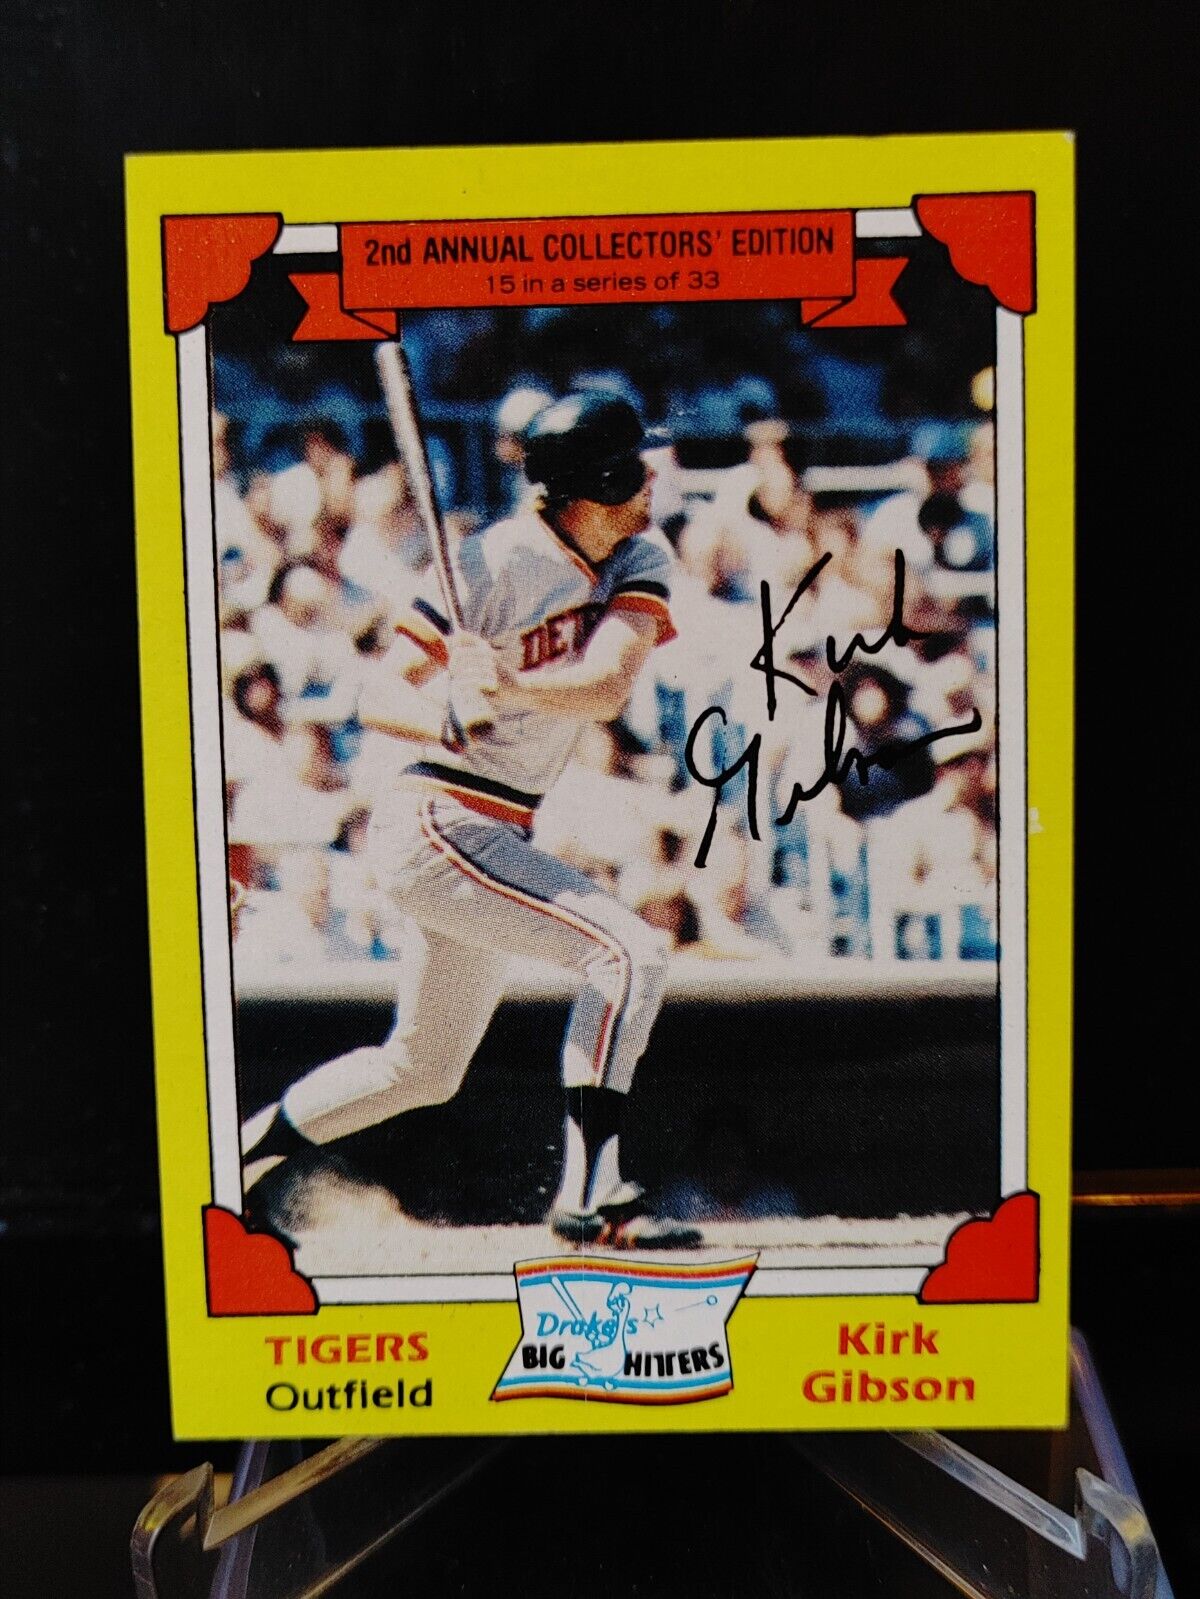 2nd ANNUAL COLLECTORS' EDITION
15 in a series of 33
DET
Kirk
Gibson
Drake's
BIG HITTERS
TIGERS
Outfield
Kirk
Gibson